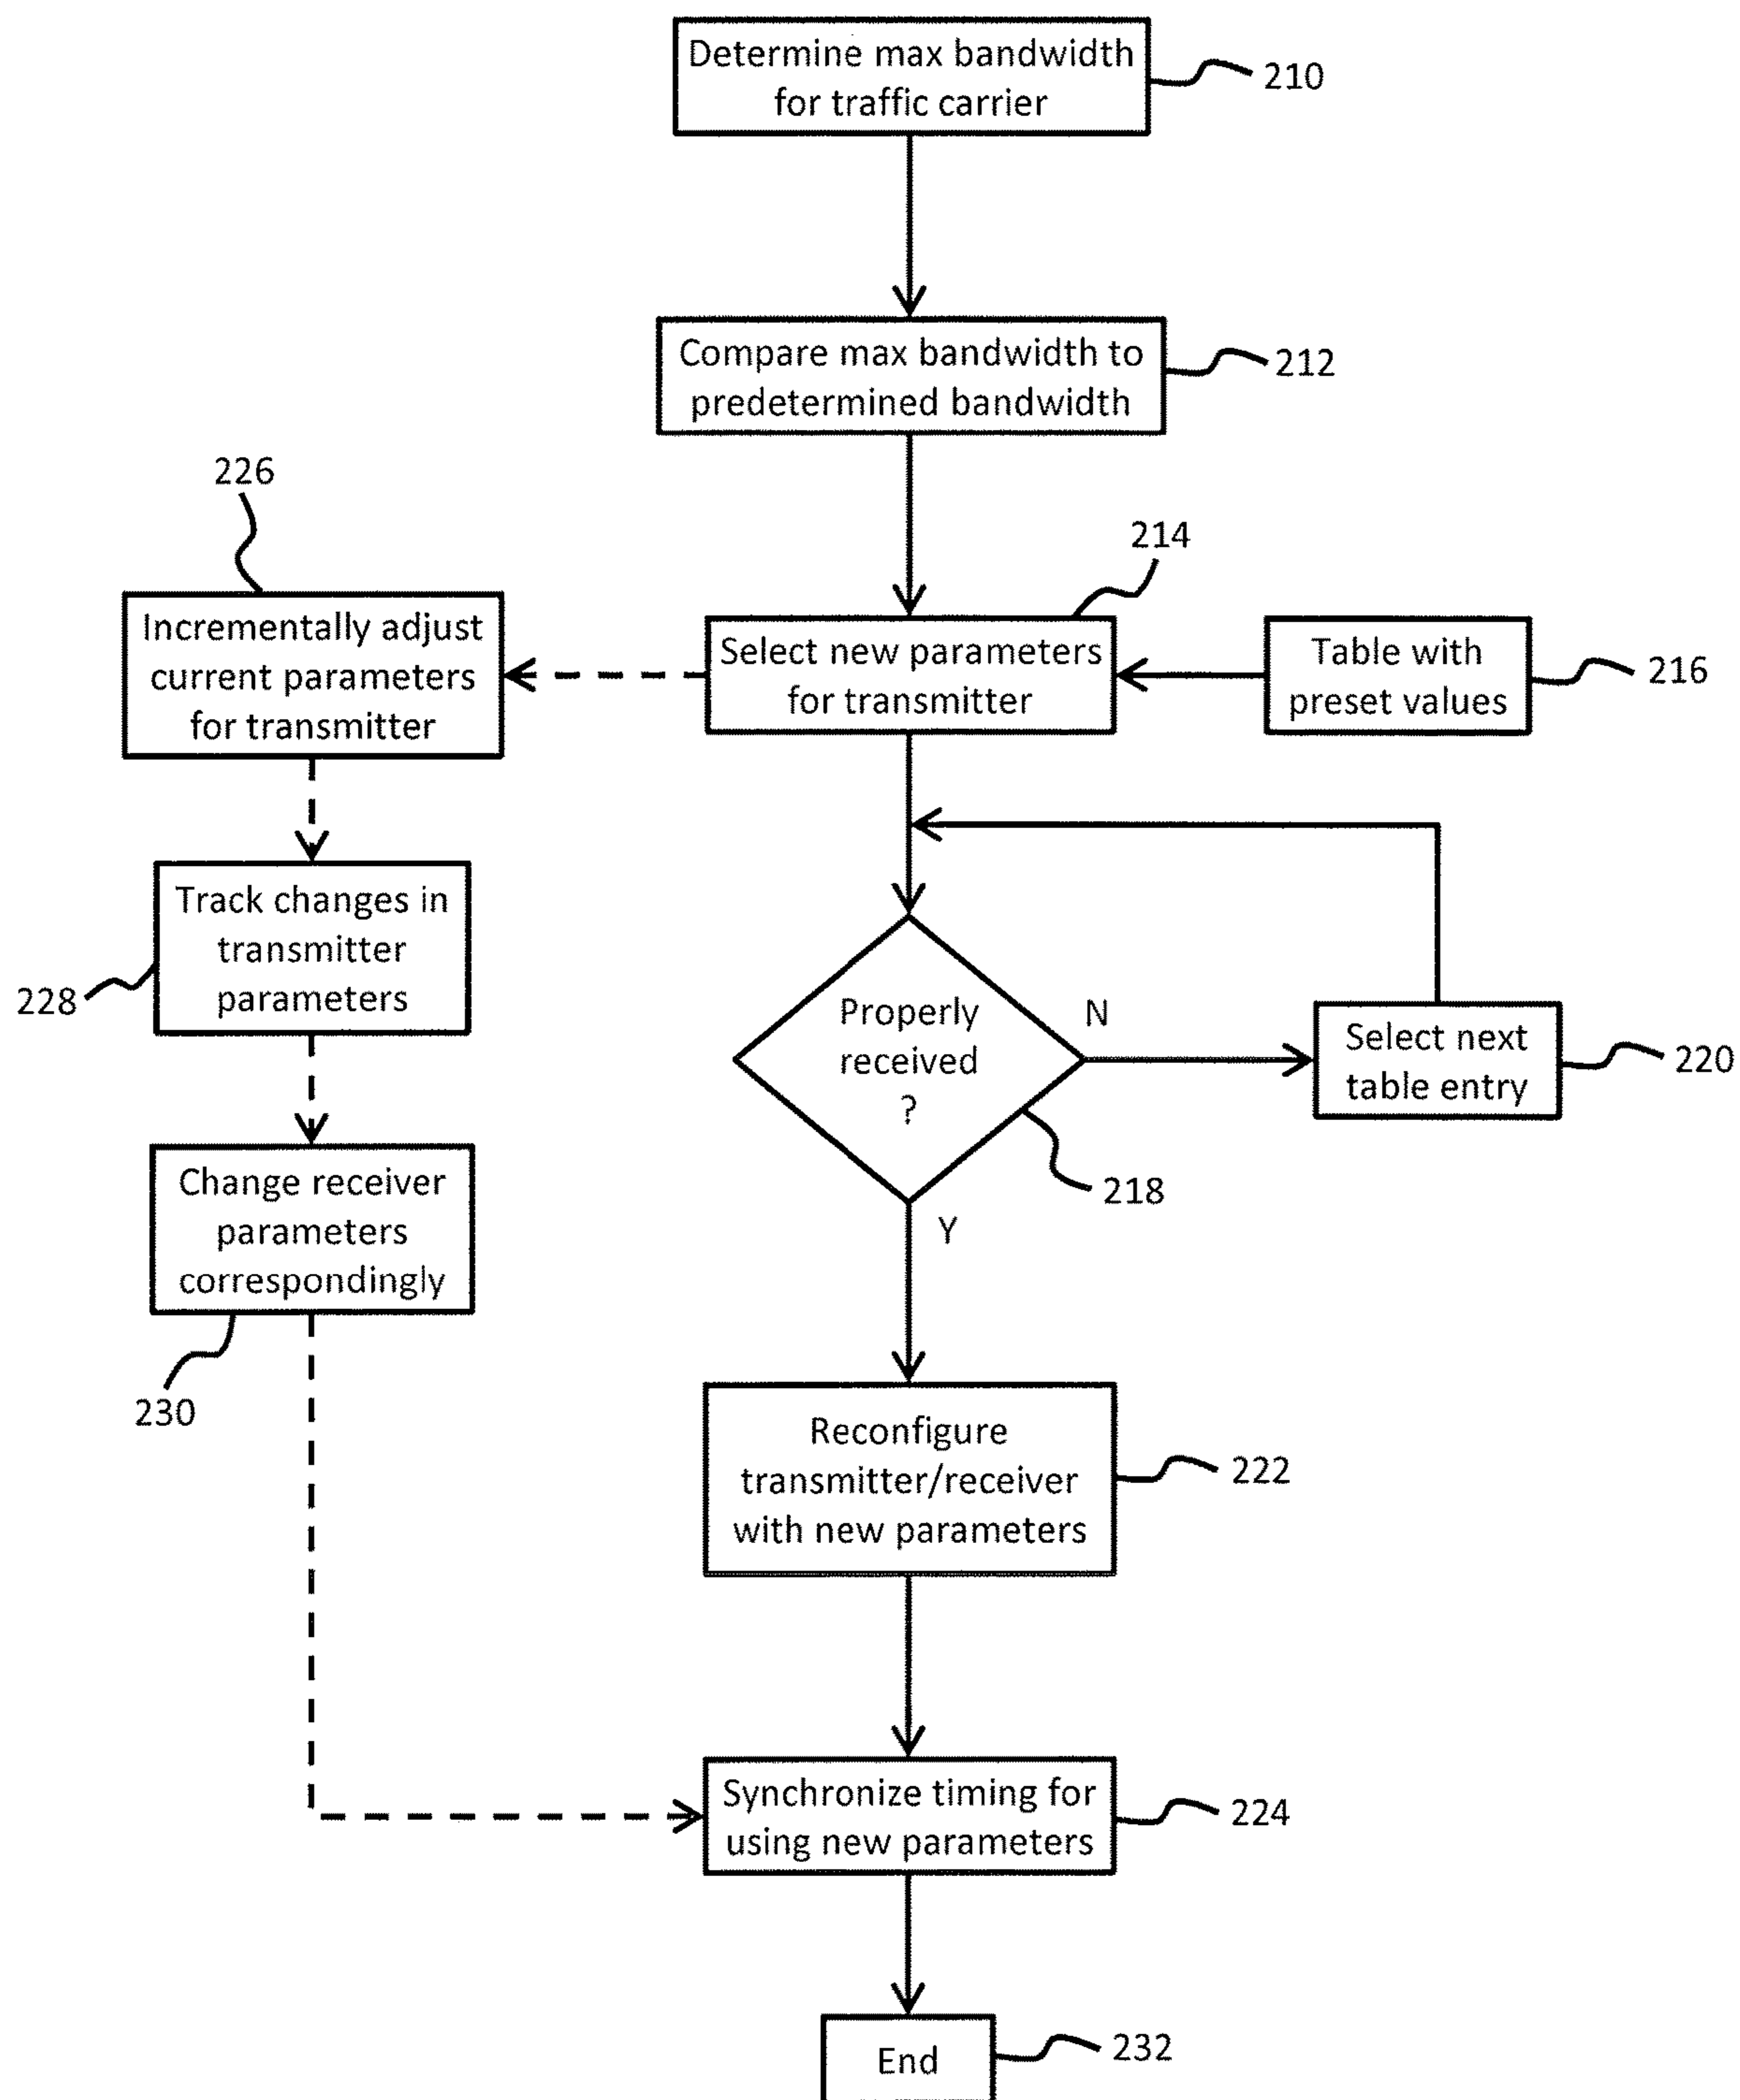 Determine max bandwidth
for traffic carrier
210
Compare max bandwidth to
predetermined bandwidth
212
226
214
Incrementally adjust
current parameters
for transmitter
Select new parameters
for transmitter
Table with
preset values
216
Track changes in
transmitter
parameters
228
Properly
received
?
N
Select next
table entry
220
218
Y
Change receiver
parameters
correspondingly
230
Reconfigure
transmitter/receiver
with new parameters
222
Synchronize timing for
using new parameters
224
End
232